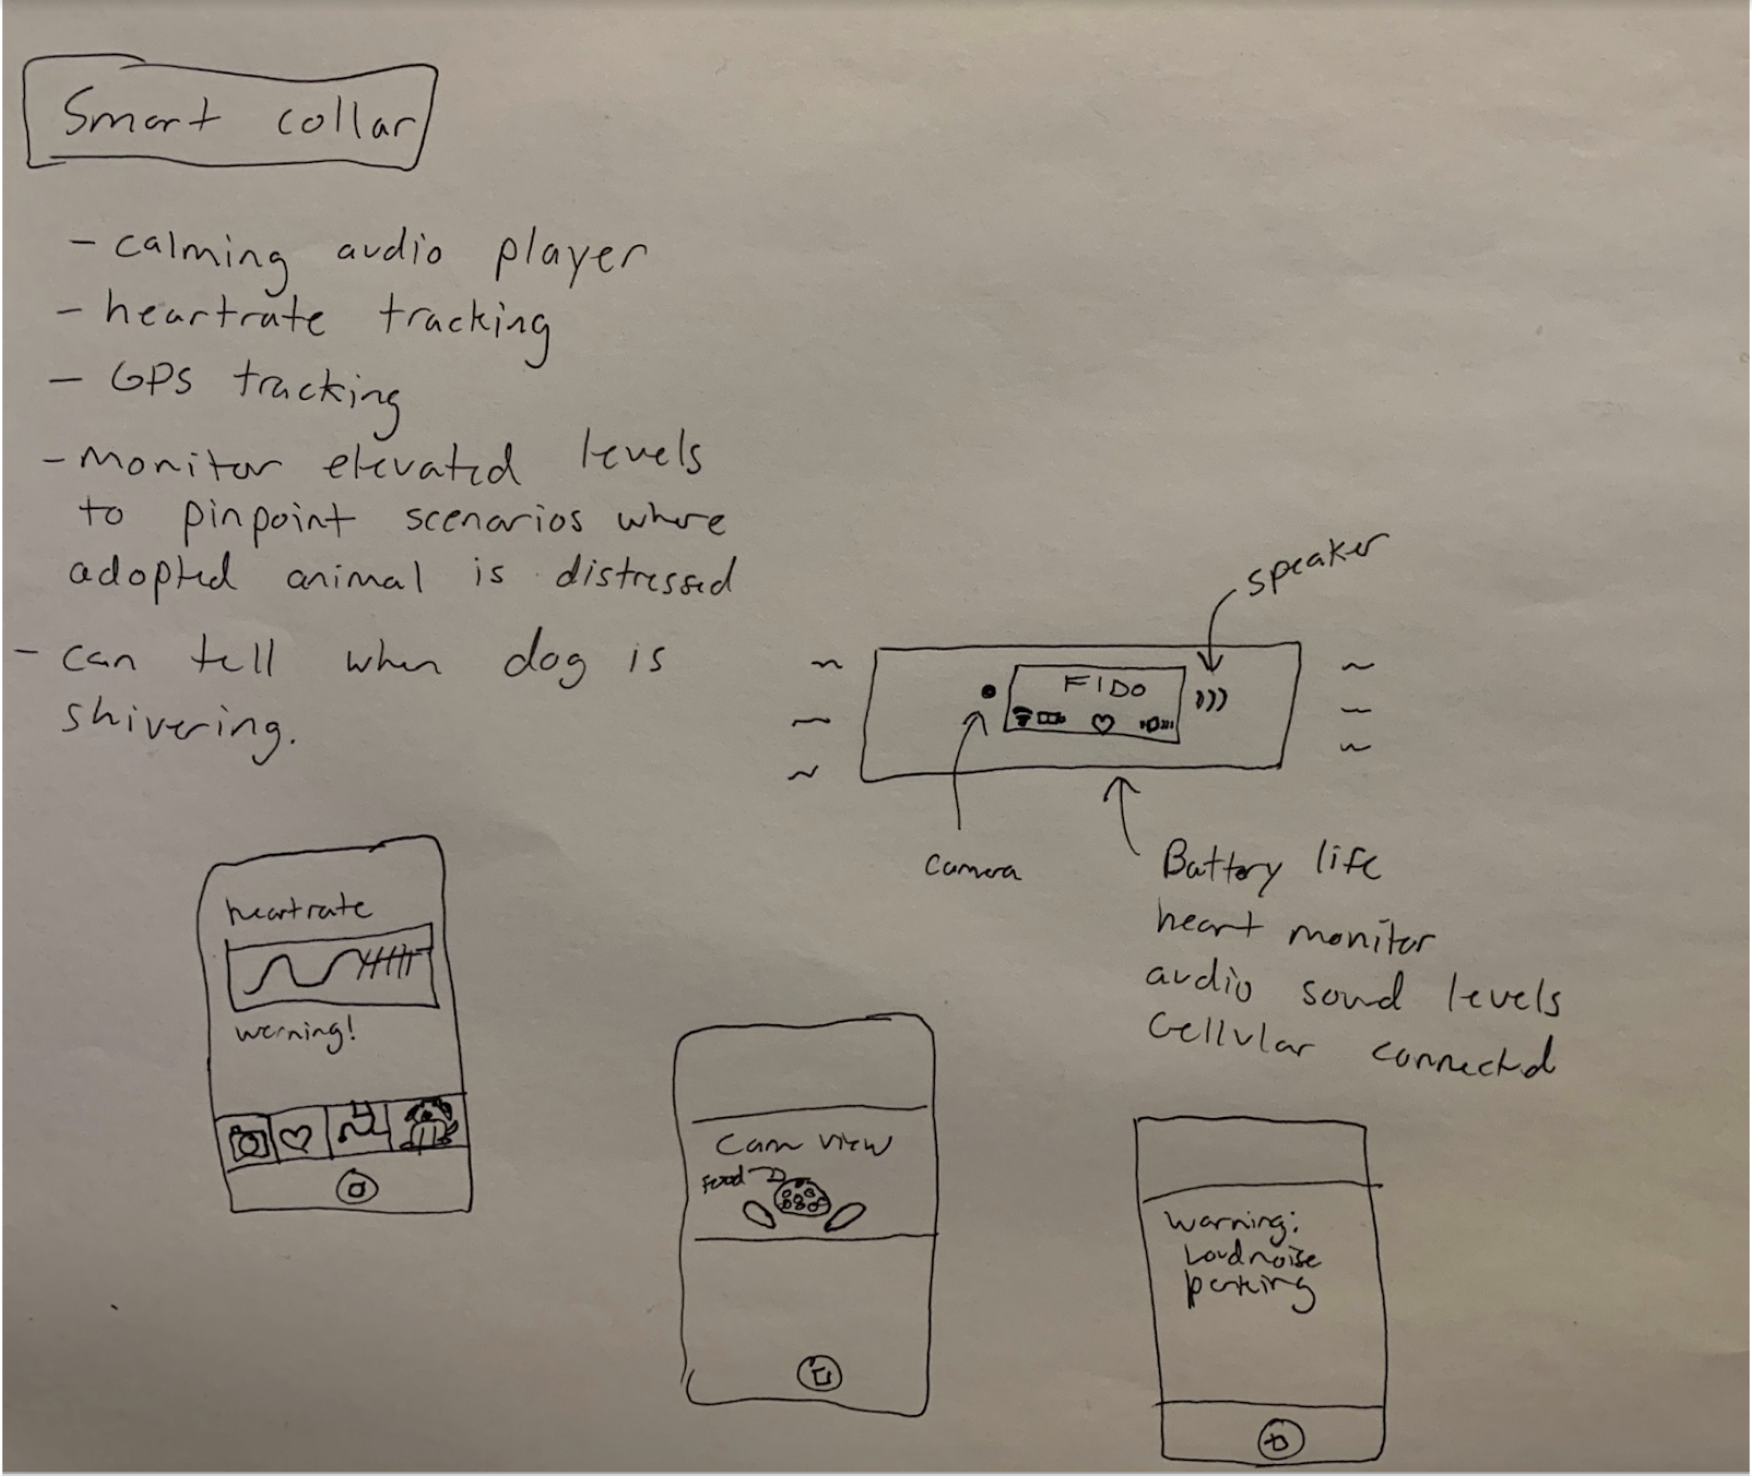 Smart collar
- calming audio player
- heartrate tracking
- GPS tracking
- monitor elevated levels
to pinpoint scenarios where
adopted animal is distressed
- can tell when dog is
shivering.
speaker
FIDO
camera
Battery life
heart monitor
audio sound levels
Cellular connected
heartrate
warning!
Cam view
Food
Warning:
Loud noise